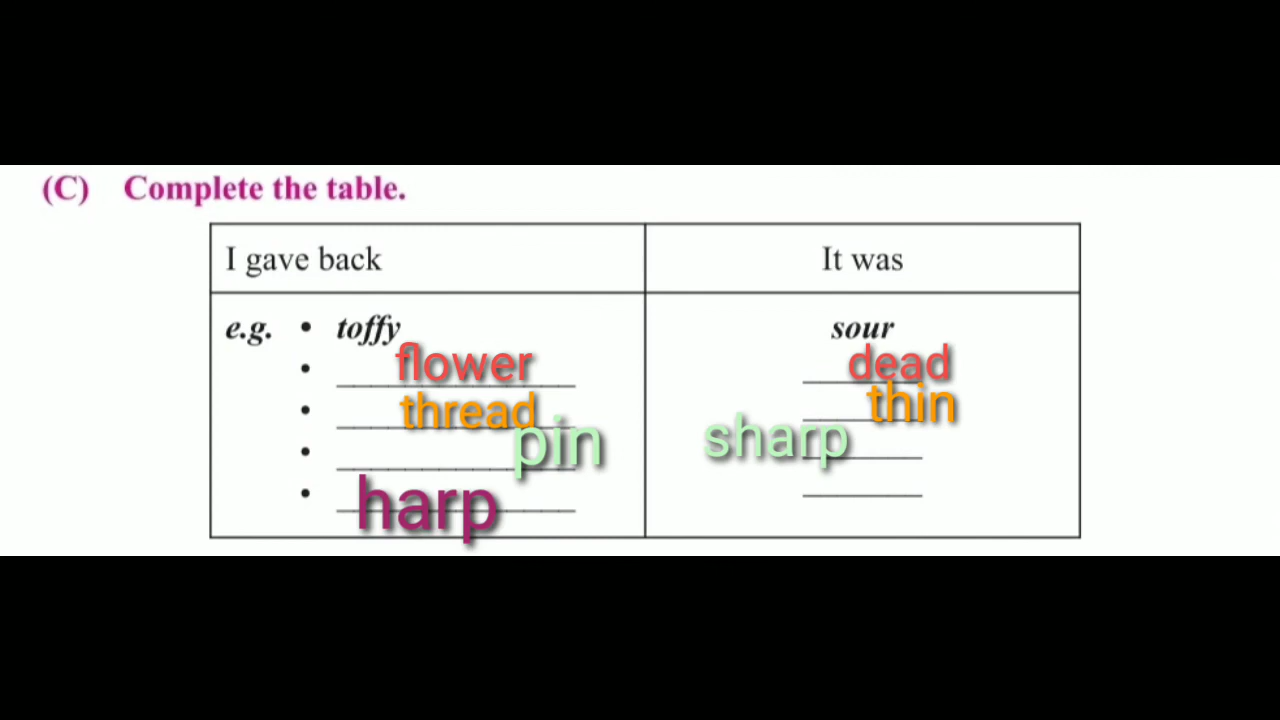 (C) Complete the table.
I gave back It was
e.g. • toffy sour
• flower dead
• thread thin
• pin sharp
• harp